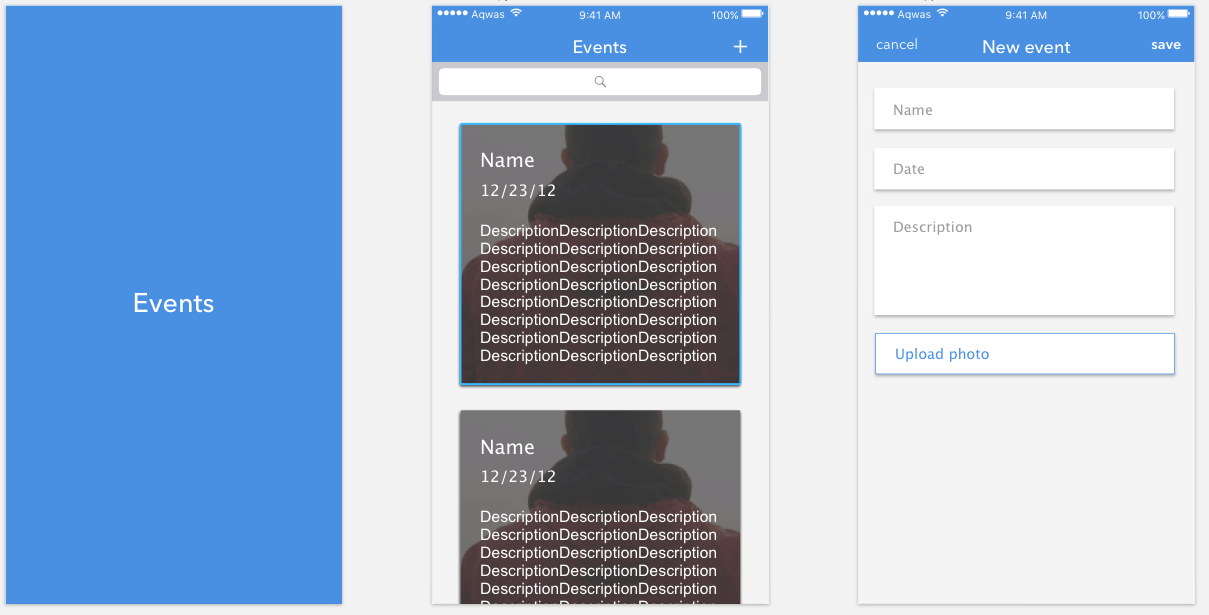 Events
Aqwas 9:41 AM 100%
Events +
Name
12/23/12
DescriptionDescriptionDescription
DescriptionDescriptionDescription
DescriptionDescriptionDescription
DescriptionDescriptionDescription
DescriptionDescriptionDescription
DescriptionDescriptionDescription
DescriptionDescriptionDescription
DescriptionDescriptionDescription
Name
12/23/12
DescriptionDescriptionDescription
DescriptionDescriptionDescription
DescriptionDescriptionDescription
DescriptionDescriptionDescription
DescriptionDescriptionDescription
DescriptionDescriptionDescription
Aqwas 9:41 AM 100%
cancel New event save
Name
Date
Description
Upload photo